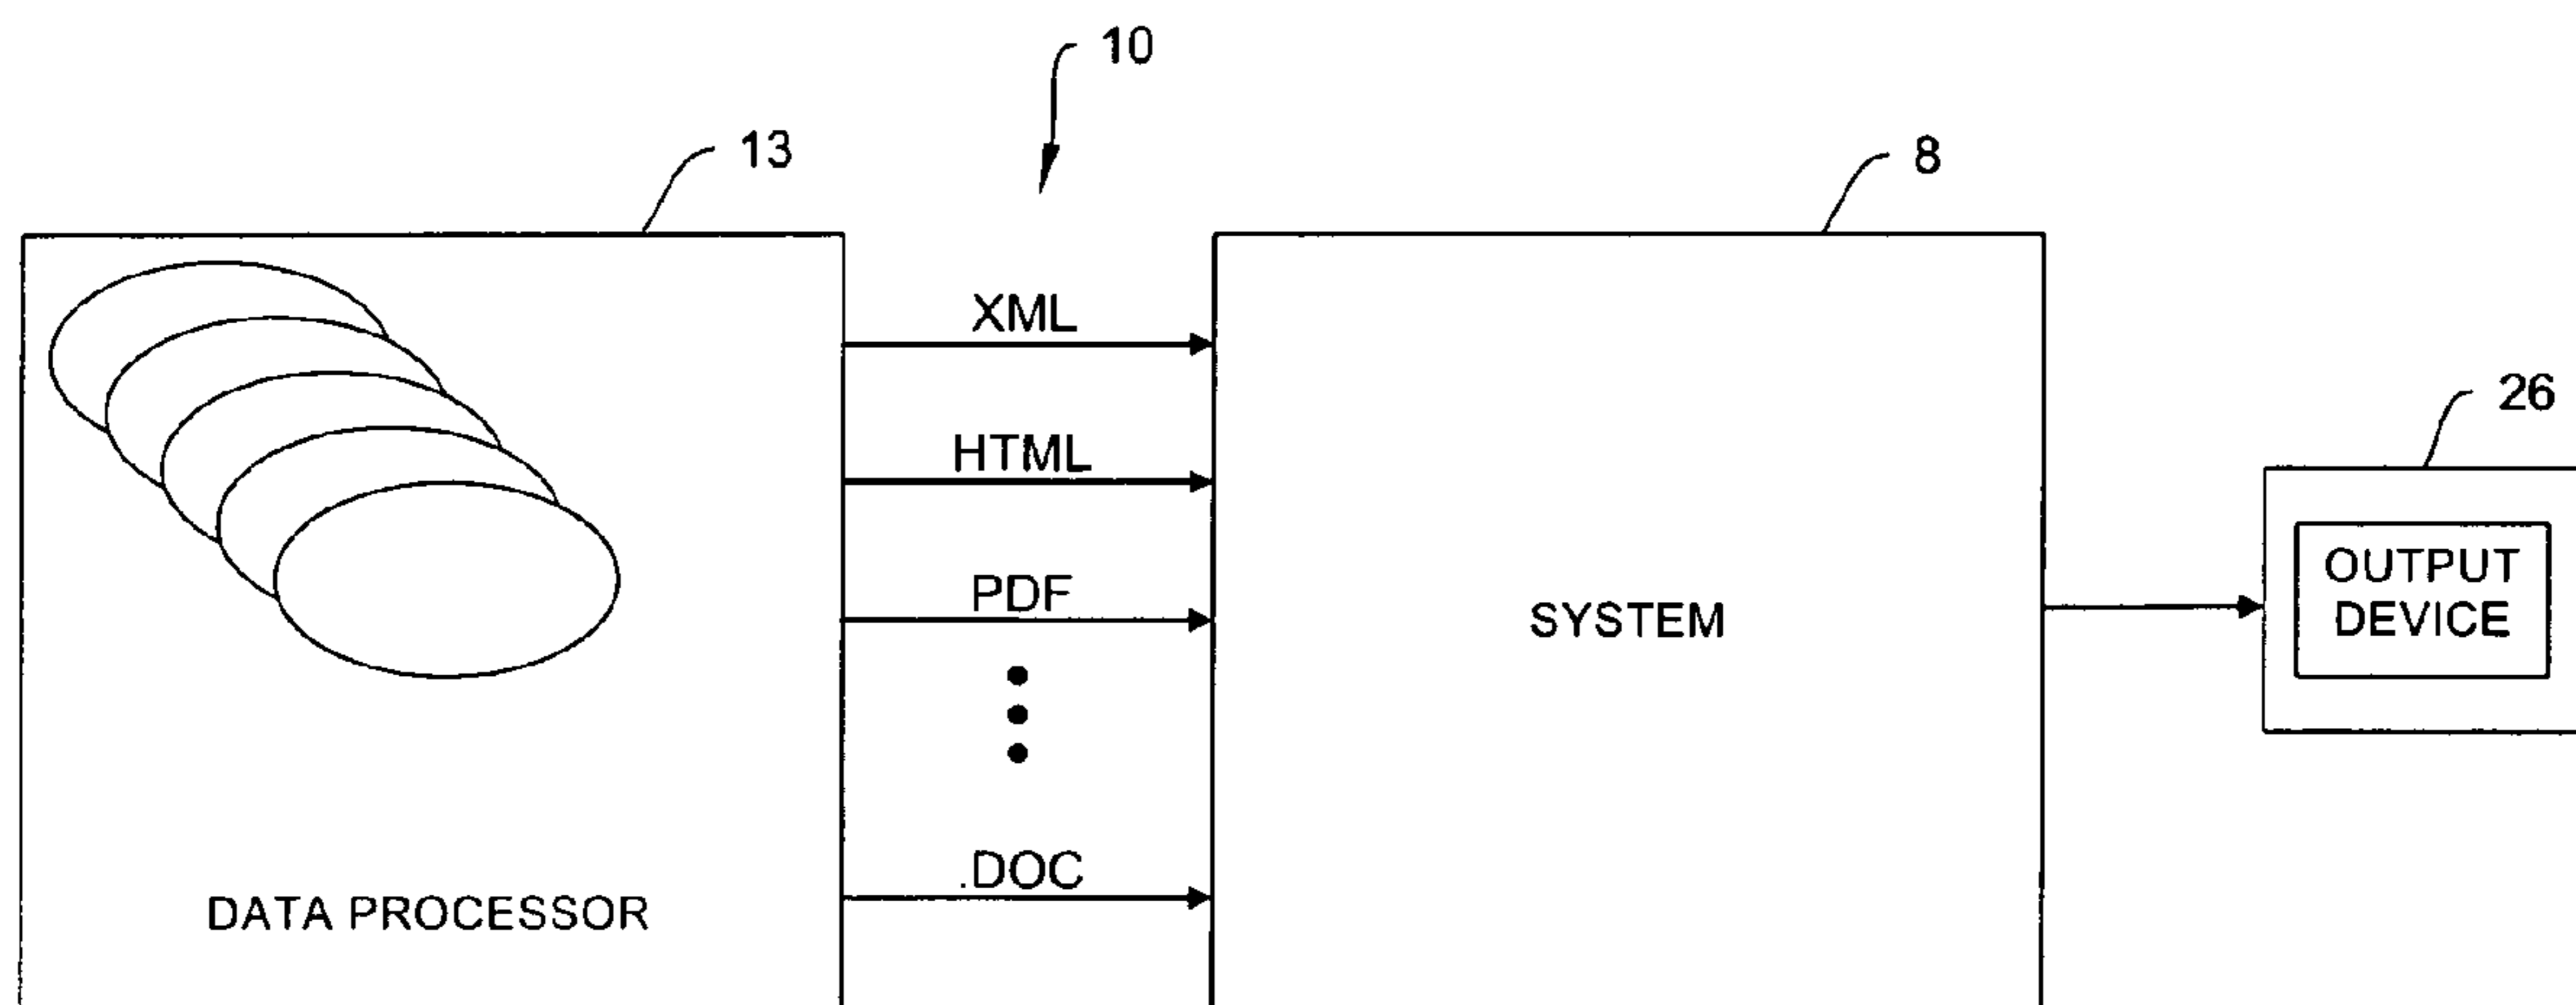 10
13
8
XML
26
HTML
OUTPUT
DEVICE
PDF
SYSTEM
.DOC
DATA PROCESSOR